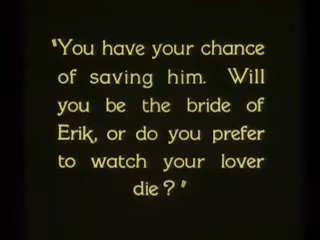 "You have your chance
of saving him. Will
you be the bride of
Erik, or do you prefer
to watch your lover
die?"